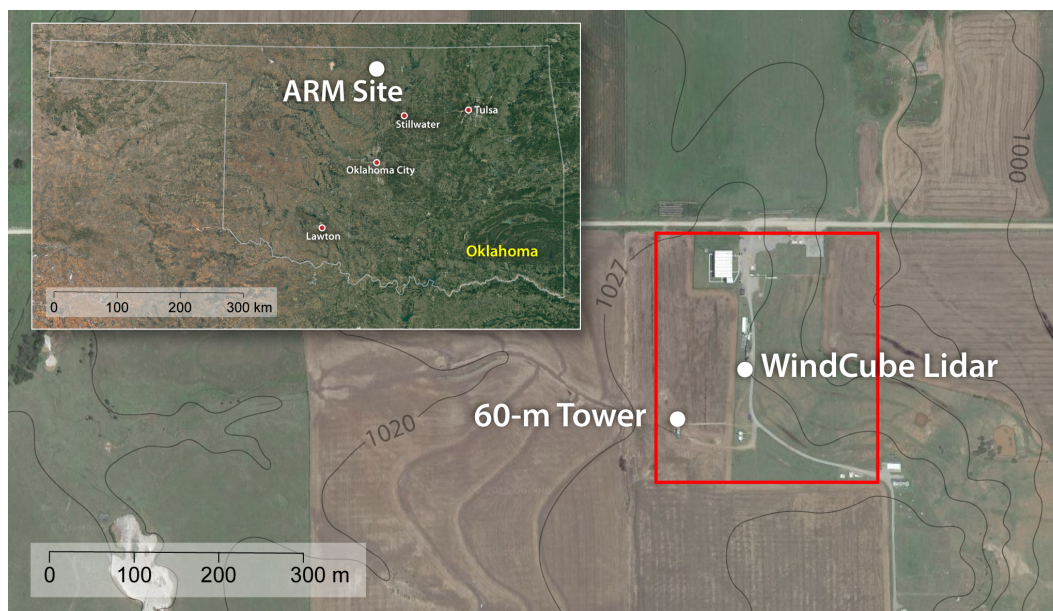 ARM Site
Tulsa
Stillwater
Oklahoma City
Lawton
Oklahoma
0 100 200 300 km
1000
1027
WindCube Lidar
60-m Tower
1020
0 100 200 300 m